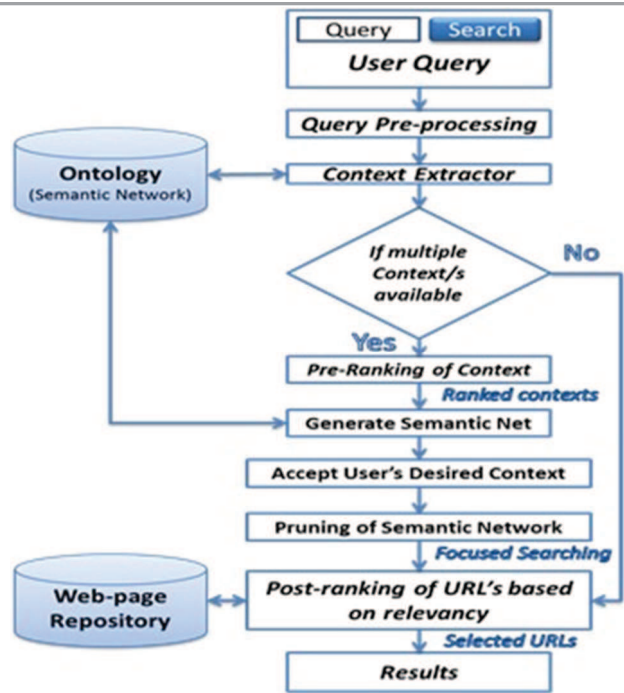 Query Search
User Query
Query Pre-processing
Ontology
(Semantic Network)
Context Extractor
If multiple
Context/s
available
No
Yes
Pre-Ranking of Context
Ranked contexts
Generate Semantic Net
Accept User's Desired Context
Pruning of Semantic Network
Focused Searching
Web-page
Repository
Post-ranking of URL's based
on relevancy
Selected URLs
Results